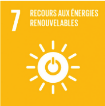 7 RECOURS AUX ÉNERGIES
RENOUVELABLES